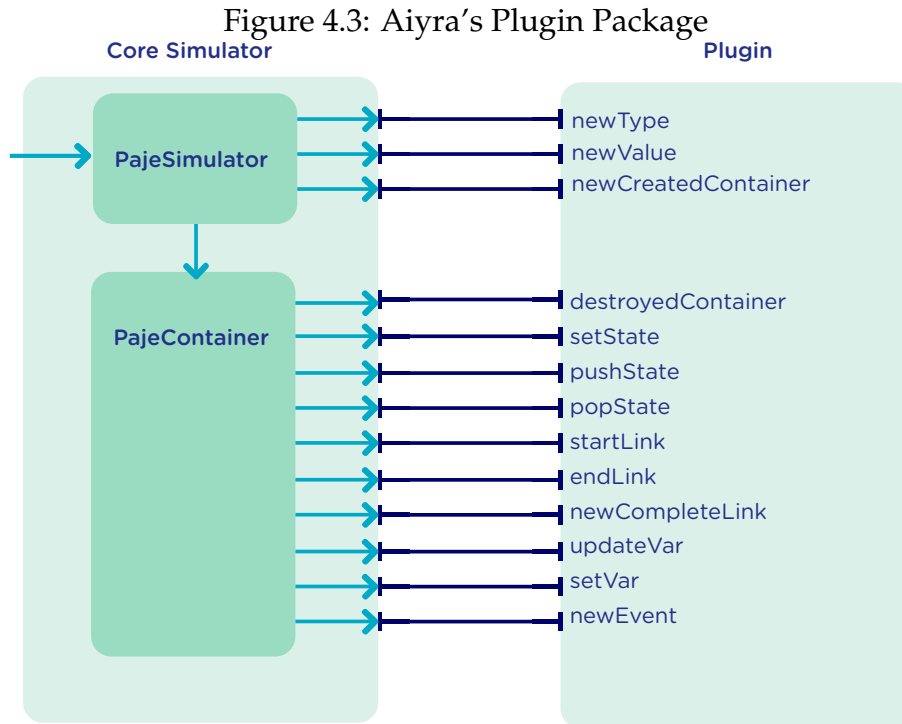 Figure 4.3: Aiyra's Plugin Package
Core Simulator
Plugin
PajeSimulator
newType
newValue
newCreatedContainer
PajeContainer
destroyedContainer
setState
pushState
popState
startLink
endLink
newCompleteLink
updateVar
setVar
newEvent